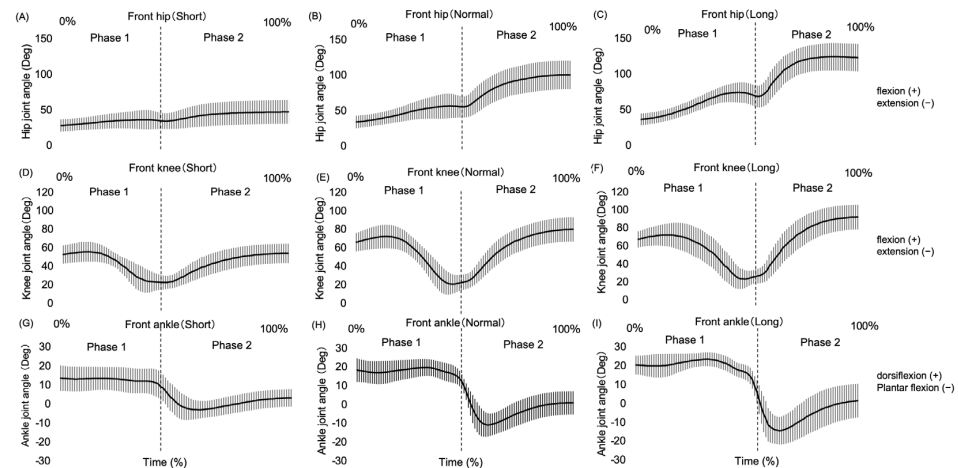 (A) Front hip(Short)
0% 100%
Phase 1 Phase 2
Hip joint angle (Deg)
150
100
50
0
(B) Front hip(Normal)
0% 100%
Phase 1 Phase 2
Hip joint angle (Deg)
150
100
50
0
(C) Front hip(Long)
0% 100%
Phase 1 Phase 2
Hip joint angle (Deg)
150
100
50
0
flexion (+)
extension (−)
(D) Front knee(Short)
0% 100%
Phase 1 Phase 2
Knee joint angle(Deg)
120
100
80
60
40
20
0
(E) Front knee(Normal)
0% 100%
Phase 1 Phase 2
Knee joint angle(Deg)
120
100
80
60
40
20
0
(F) Front knee(Long)
0% 100%
Phase 1 Phase 2
Knee joint angle(Deg)
120
100
80
60
40
20
0
flexion (+)
extension (−)
(G) Front ankle(Short)
0% 100%
Phase 1 Phase 2
Ankle joint angle (Deg)
30
20
10
0
-10
-20
-30
Time (%)
(H) Front ankle(Normal)
0% 100%
Phase 1 Phase 2
Ankle joint angle (Deg)
30
20
10
0
-10
-20
-30
Time (%)
(I) Front ankle(Long)
0% 100%
Phase 1 Phase 2
Ankle joint angle (Deg)
30
20
10
0
-10
-20
-30
Time (%)
dorsiflexion (+)
Plantar flexion (−)